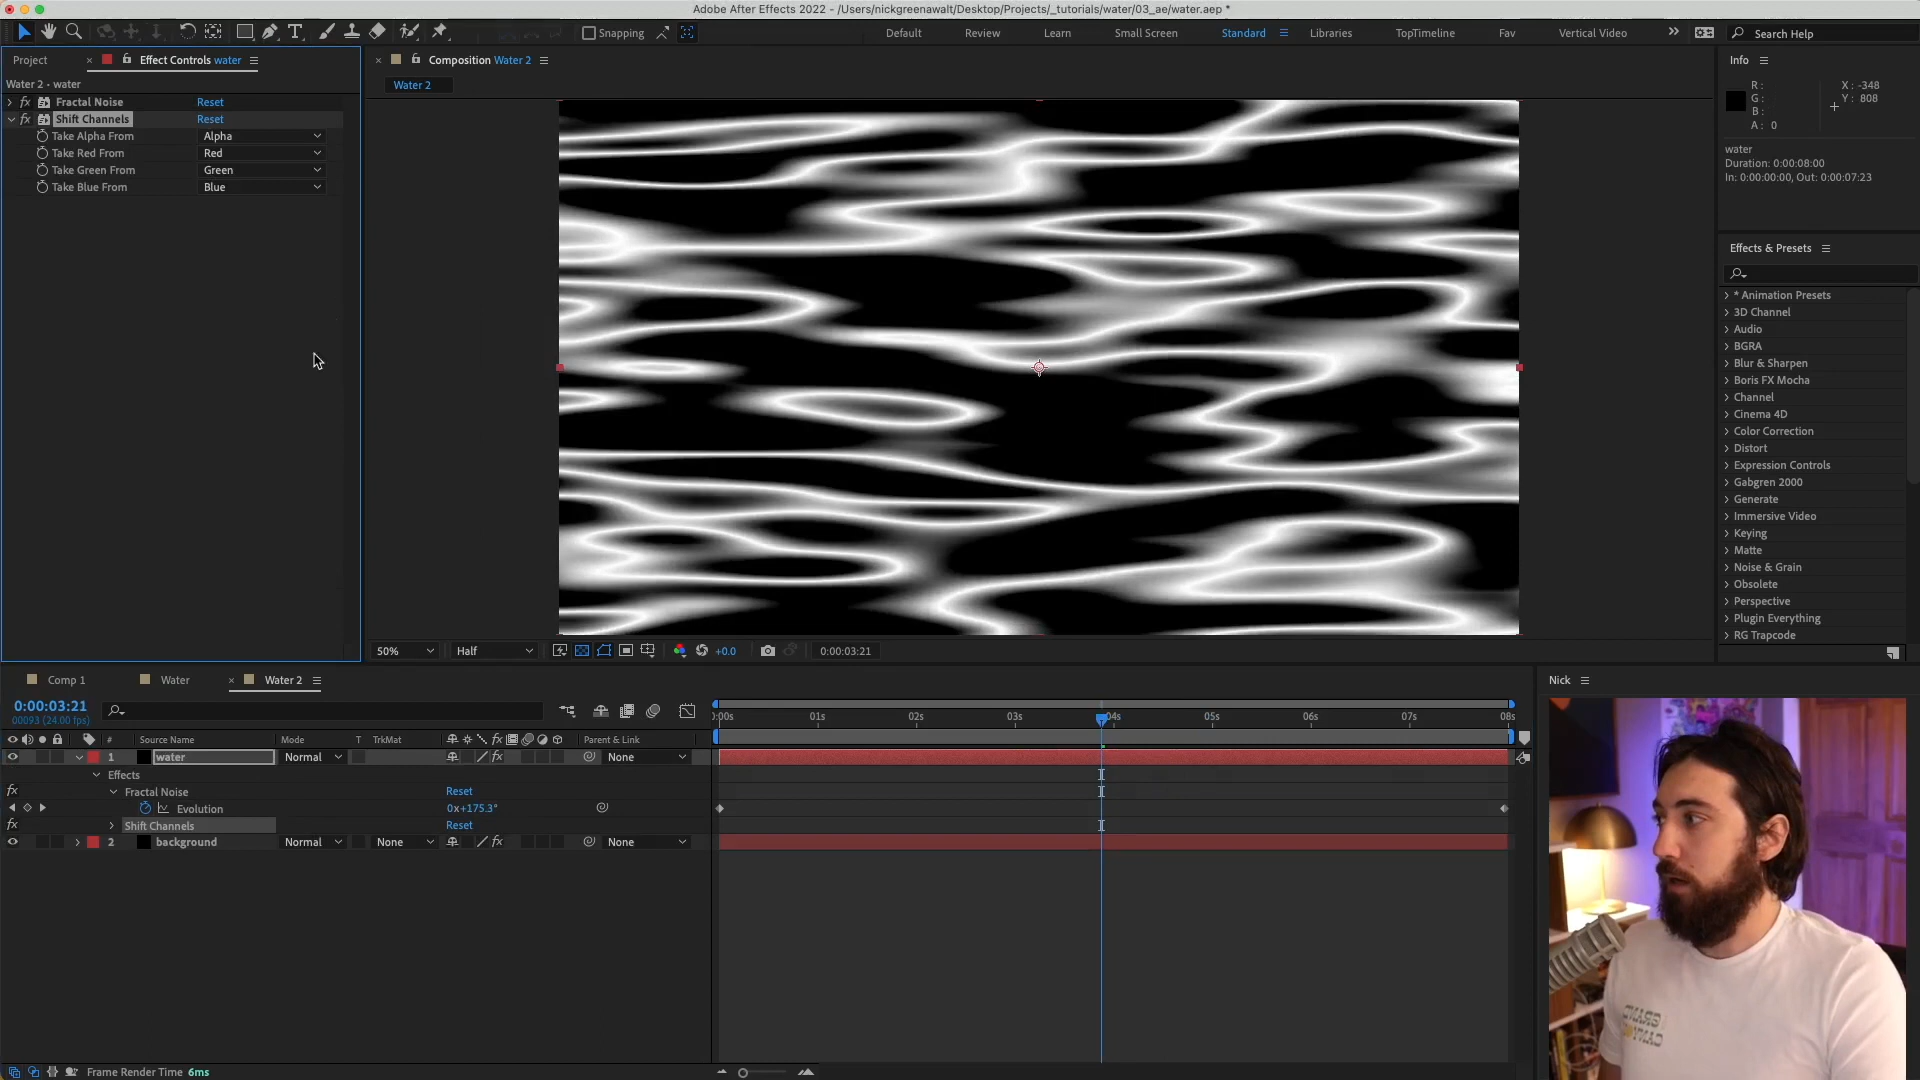 Adobe After Effects 2022 - /Users/nickgreenawalt/Desktop/Projects/_tutorials/water/03_ae/water.aep *
Snapping
Default
Review
Learn
Small Screen
Standard
Libraries
TopTimeline
Fav
Vertical Video
Search Help
Project
Effect Controls water
Water 2 - water
fx Fractal Noise Reset
fx Shift Channels Reset
Take Alpha From Alpha
Take Red From Red
Take Green From Green
Take Blue From Blue
Composition Water 2
Water 2
Info
R:
G:
B:
A: 0
X: -348
Y: 808
water
Duration: 0:00:08:00
In: 0:00:00:00, Out: 0:00:07:23
Effects & Presets
* Animation Presets
3D Channel
Audio
BGRA
Blur & Sharpen
Boris FX Mocha
Channel
Cinema 4D
Color Correction
Distort
Expression Controls
Gabgren 2000
Generate
Immersive Video
Keying
Matte
Noise & Grain
Obsolete
Perspective
Plugin Everything
RG Trapcode
50%
Half
+0.0
0:00:03:21
Comp 1
Water
Water 2
0:00:03:21
00093 (24.00 fps)
:00s 01s 02s 03s 04s 05s 06s 07s 08s
# Source Name Mode T TrkMat fx Parent & Link
1 water Normal fx None
Effects
fx Fractal Noise Reset
Evolution 0x+175.3°
fx Shift Channels Reset
2 background Normal None fx None
Frame Render Time 6ms
Nick
GRAND
CANYON